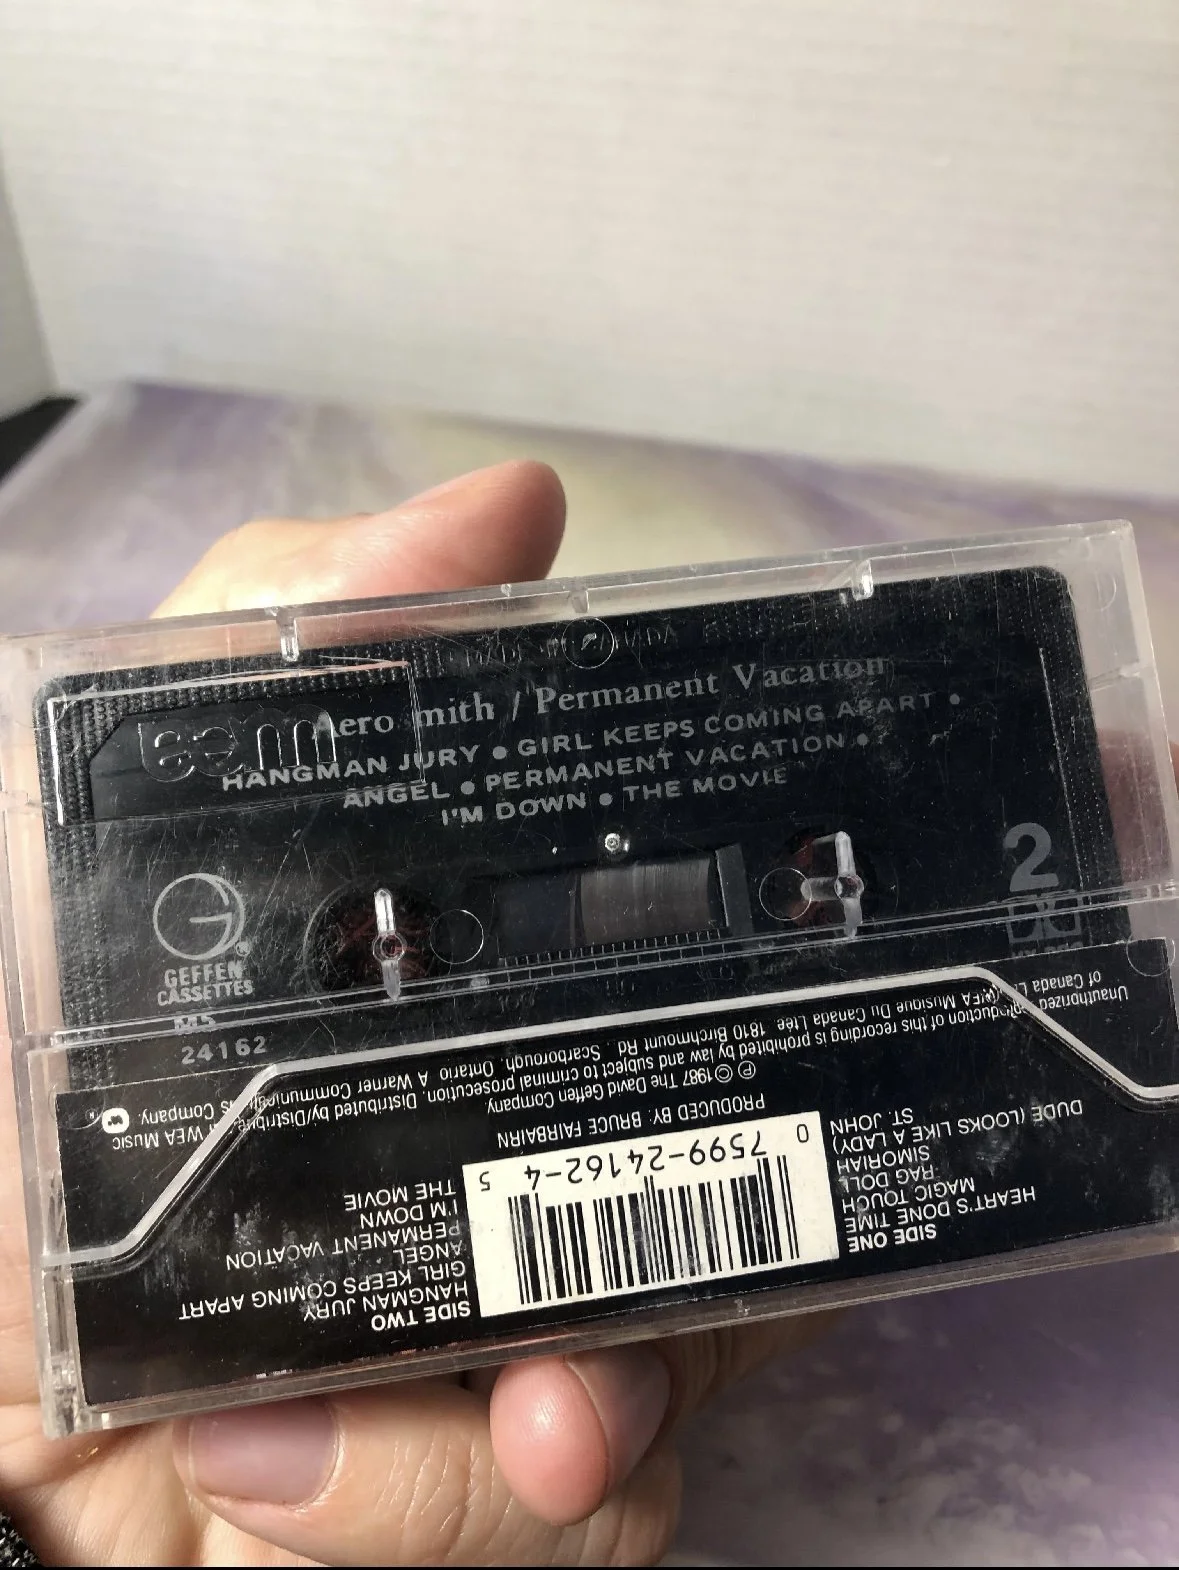 Aerosmith / Permanent Vacation
HANGMAN JURY • GIRL KEEPS COMING APART •
ANGEL • PERMANENT VACATION •
I'M DOWN • THE MOVIE
wea
2
G
GEFFEN
CASSETTES
M5
24162
SIDE ONE
HEART'S DONE TIME
MAGIC TOUCH
RAG DOLL
SIMORIAH
DUDE (LOOKS LIKE A LADY)
ST. JOHN
0 7599-24162-4 5
SIDE TWO
HANGMAN JURY
GIRL KEEPS COMING APART
ANGEL
PERMANENT VACATION
I'M DOWN
THE MOVIE
PRODUCED BY: BRUCE FAIRBAIRN
℗©1987 The David Geffen Company.
Unauthorized reproduction of this recording is prohibited by law and subject to criminal prosecution. Distributed by/Distribué par WEA Music
of Canada Ltd/WEA Musique Du Canada Ltée 1810 Birchmount Rd. Scarborough, Ontario A Warner Communications Company.